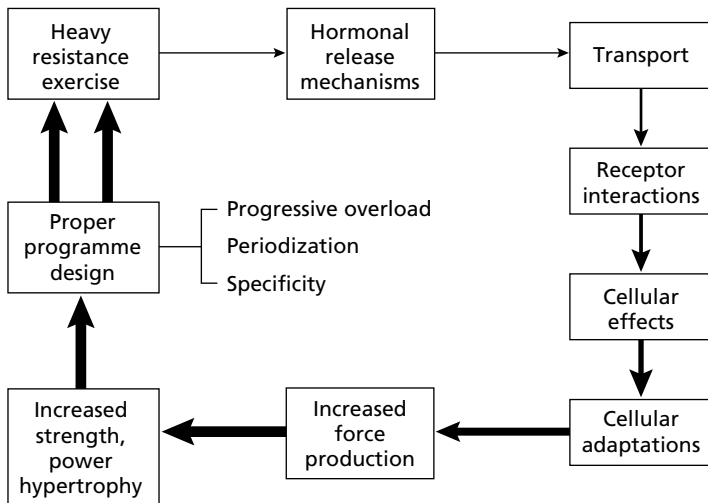 Heavy
resistance
exercise
Hormonal
release
mechanisms
Transport
Receptor
interactions
Cellular
effects
Cellular
adaptations
Increased
force
production
Increased
strength,
power
hypertrophy
Proper
programme
design
Progressive overload
Periodization
Specificity